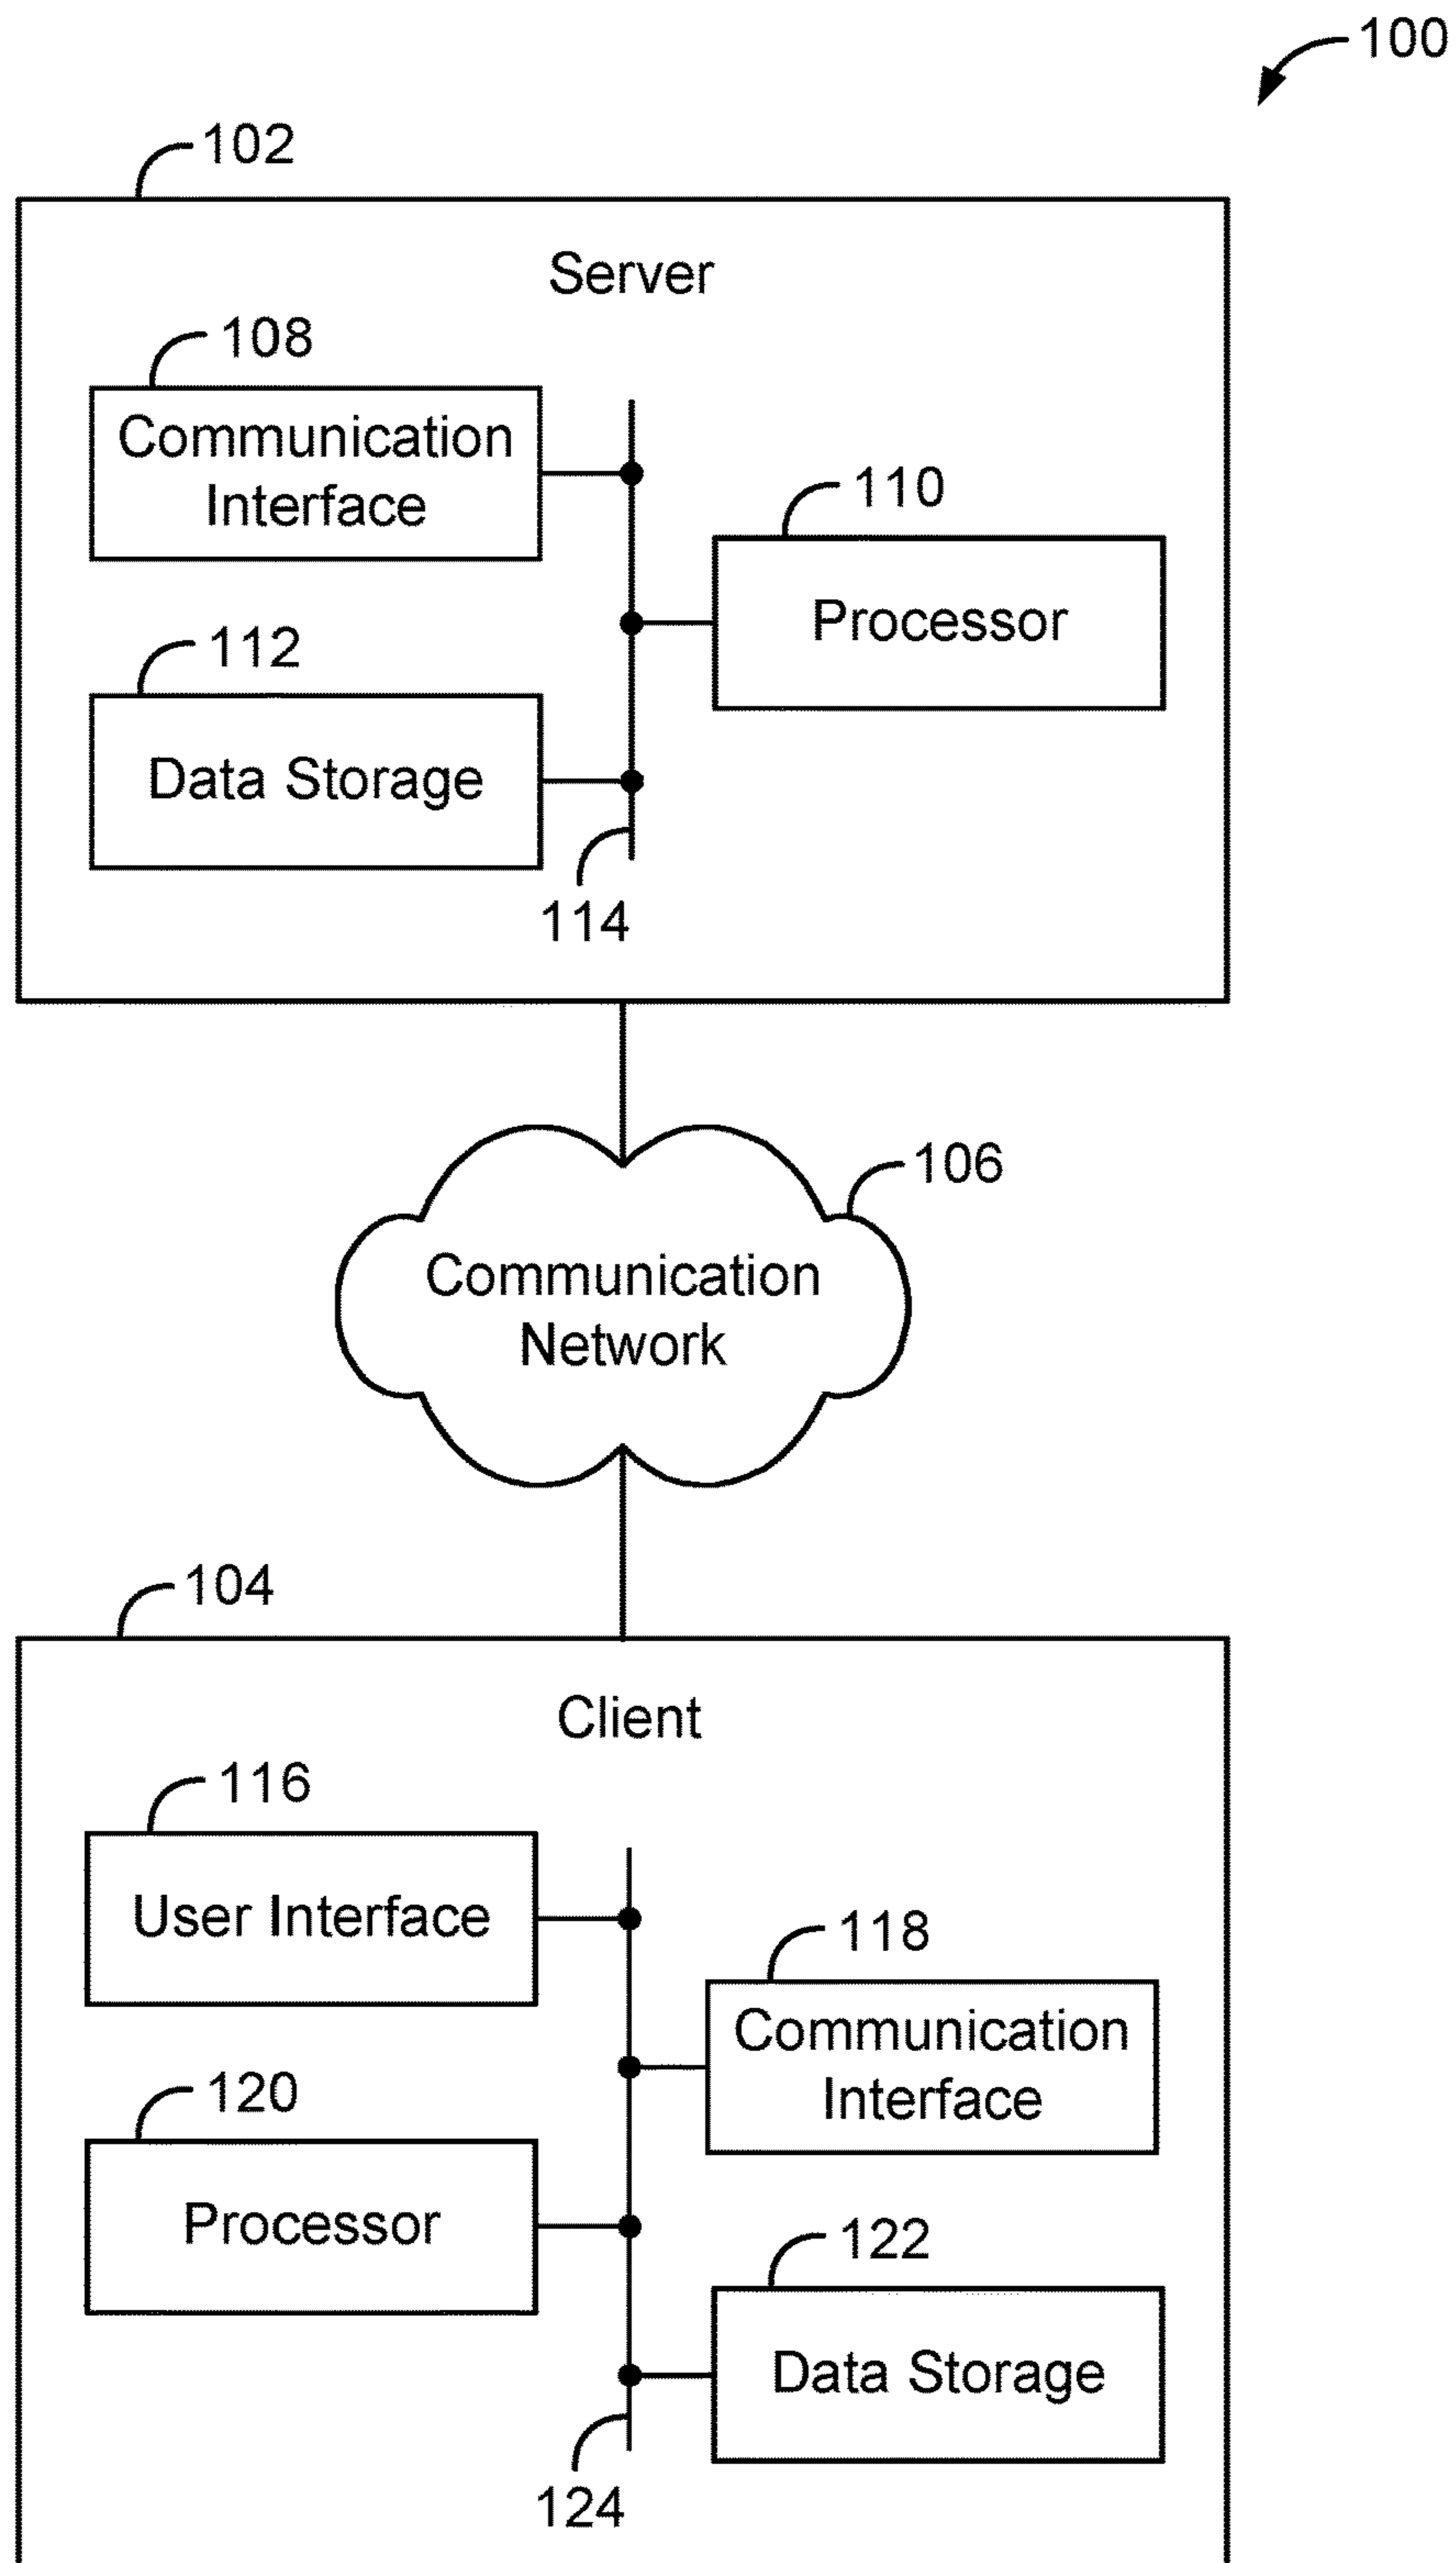 100
102
Server
108
Communication
Interface
110
Processor
112
Data Storage
114
106
Communication
Network
104
Client
116
User Interface
118
Communication
Interface
120
Processor
122
Data Storage
124